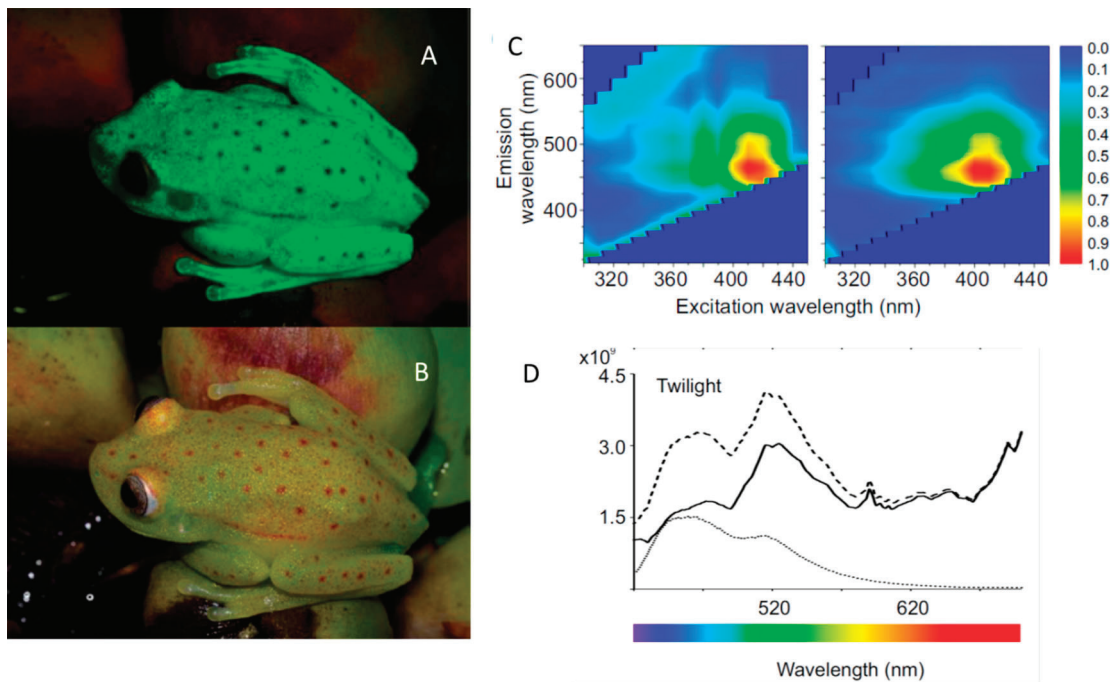 A
B
C
Emission
wavelength (nm)
600
500
400
320 360 400 440
320 360 400 440
Excitation wavelength (nm)
0.0
0.1
0.2
0.3
0.4
0.5
0.6
0.7
0.8
0.9
1.0
D
x10⁹
4.5
Twilight
3.0
1.5
520 620
Wavelength (nm)